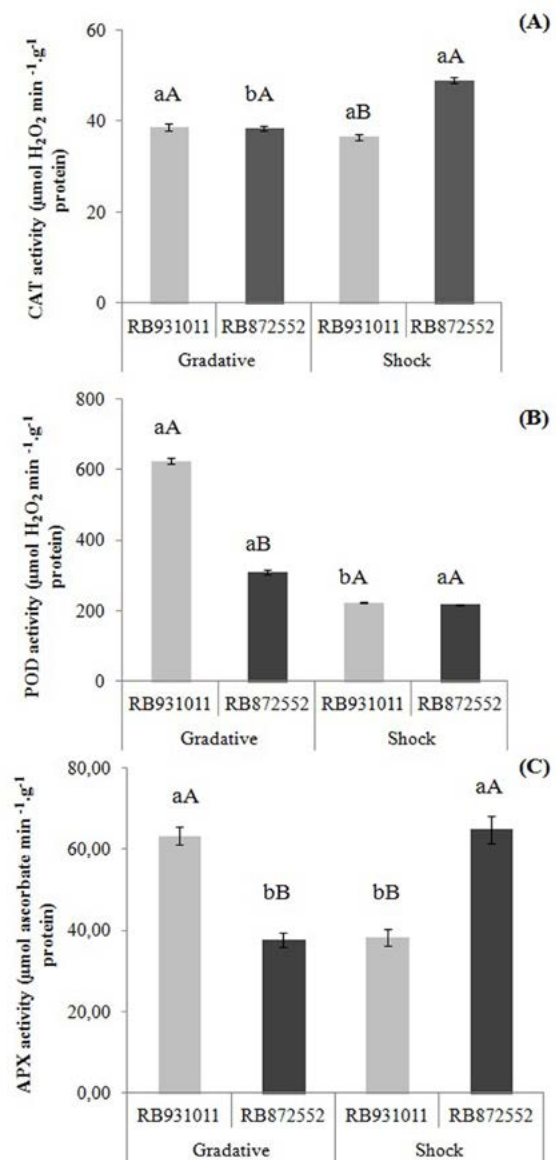 (A)
CAT activity (µmol H₂O₂ min ⁻¹.g⁻¹
protein)
60
40
20
0
aA bA aB aA
RB931011 RB872552 RB931011 RB872552
Gradative Shock
(B)
POD activity (µmol H₂O₂ min ⁻¹.g⁻¹
protein)
800
600
400
200
0
aA aB bA aA
RB931011 RB872552 RB931011 RB872552
Gradative Shock
(C)
APX activity (µmol ascorbate min ⁻¹.g⁻¹
protein)
80,00
60,00
40,00
20,00
0,00
aA bB bB aA
RB931011 RB872552 RB931011 RB872552
Gradative Shock